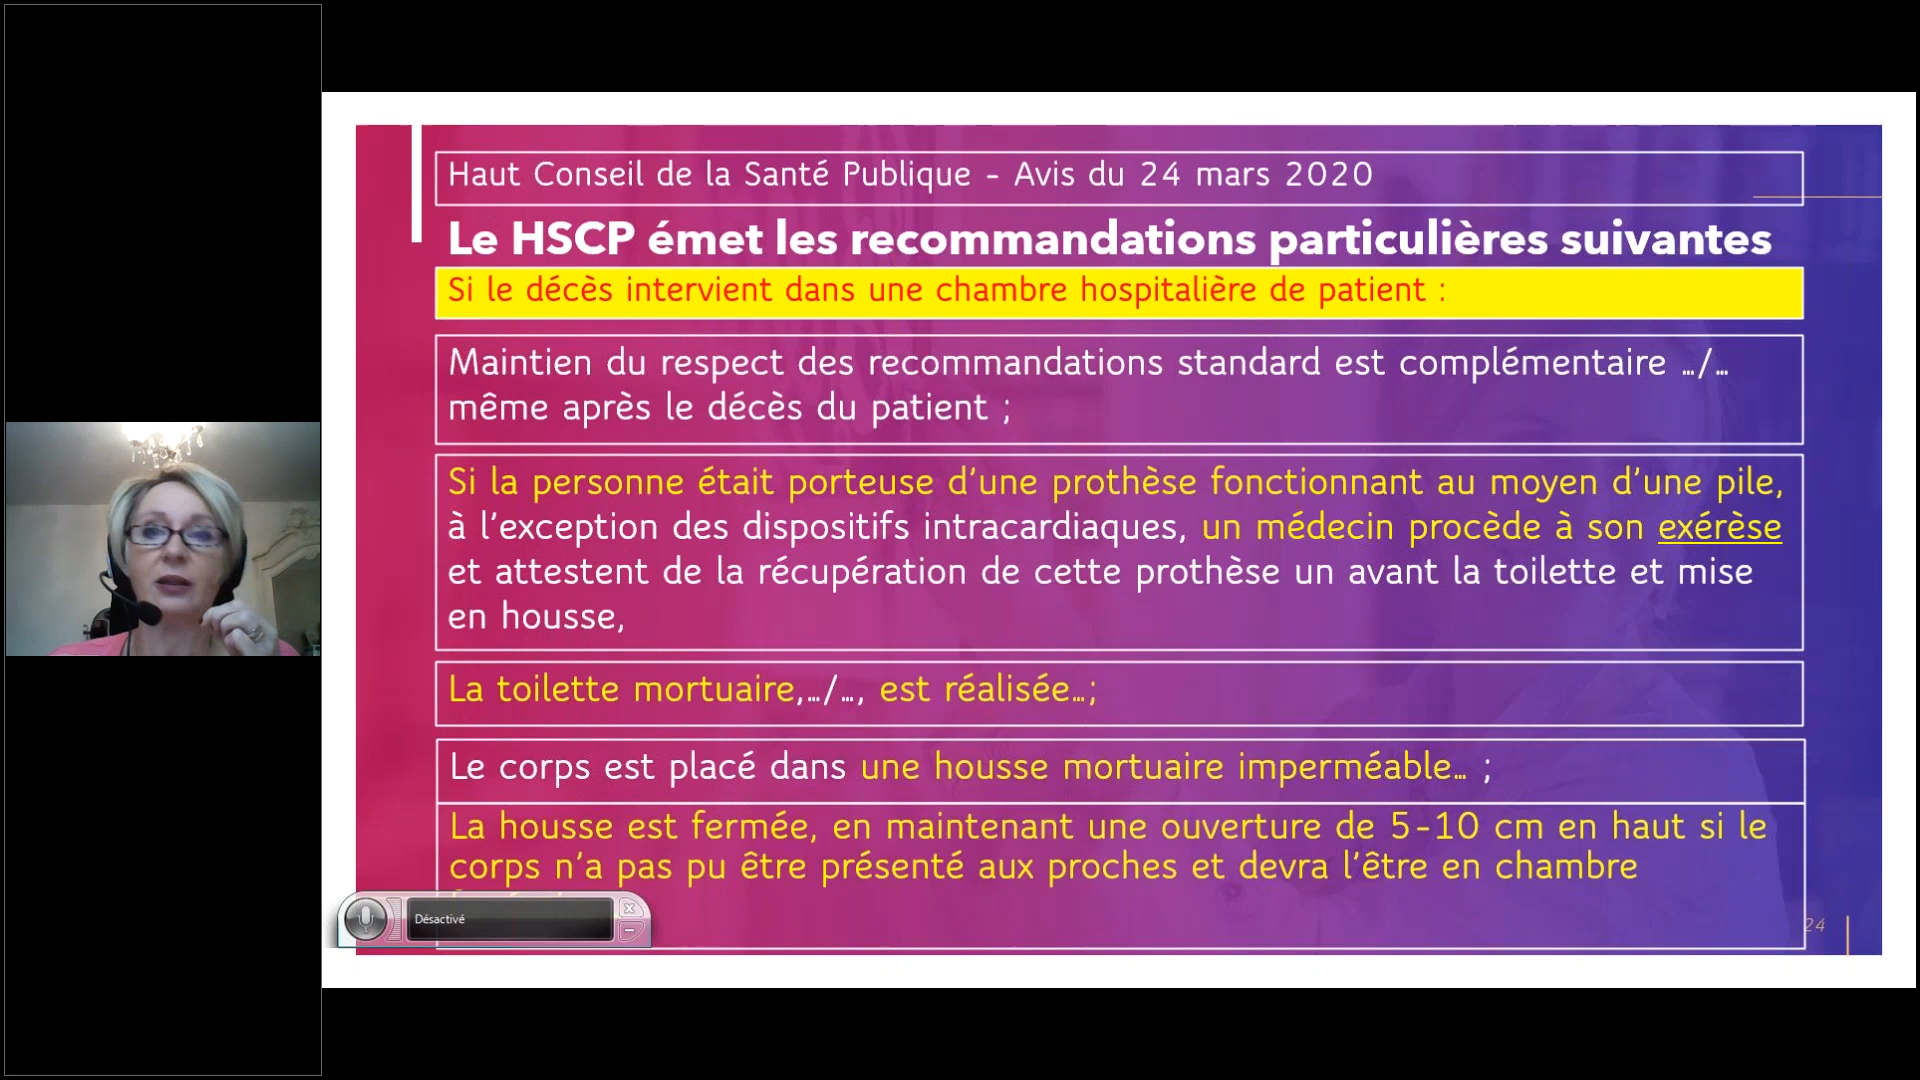 Haut Conseil de la Santé Publique - Avis du 24 mars 2020
Le HSCP émet les recommandations particulières suivantes
Si le décès intervient dans une chambre hospitalière de patient :
Maintien du respect des recommandations standard est complémentaire …/…
même après le décès du patient ;
Si la personne était porteuse d’une prothèse fonctionnant au moyen d’une pile,
à l’exception des dispositifs intracardiaques, un médecin procède à son exérèse
et attestent de la récupération de cette prothèse un avant la toilette et mise
en housse,
La toilette mortuaire,…/…, est réalisée…;
Le corps est placé dans une housse mortuaire imperméable… ;
La housse est fermée, en maintenant une ouverture de 5-10 cm en haut si le
corps n’a pas pu être présenté aux proches et devra l’être en chambre
Désactivé
24